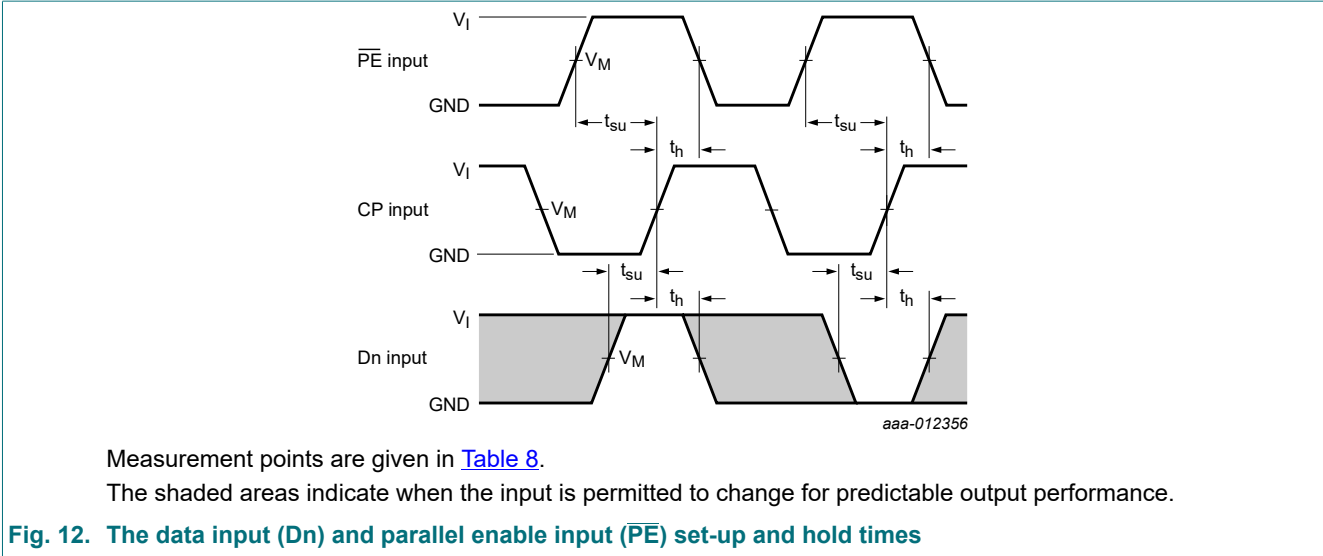 V_I
PE input
V_M
GND
t_su t_su
t_h t_h
V_I
CP input
V_M
GND
t_su t_su
t_h t_h
V_I
Dn input
V_M
GND
aaa-012356
Measurement points are given in Table 8.
The shaded areas indicate when the input is permitted to change for predictable output performance.
Fig. 12. The data input (Dn) and parallel enable input (P̅E̅) set-up and hold times